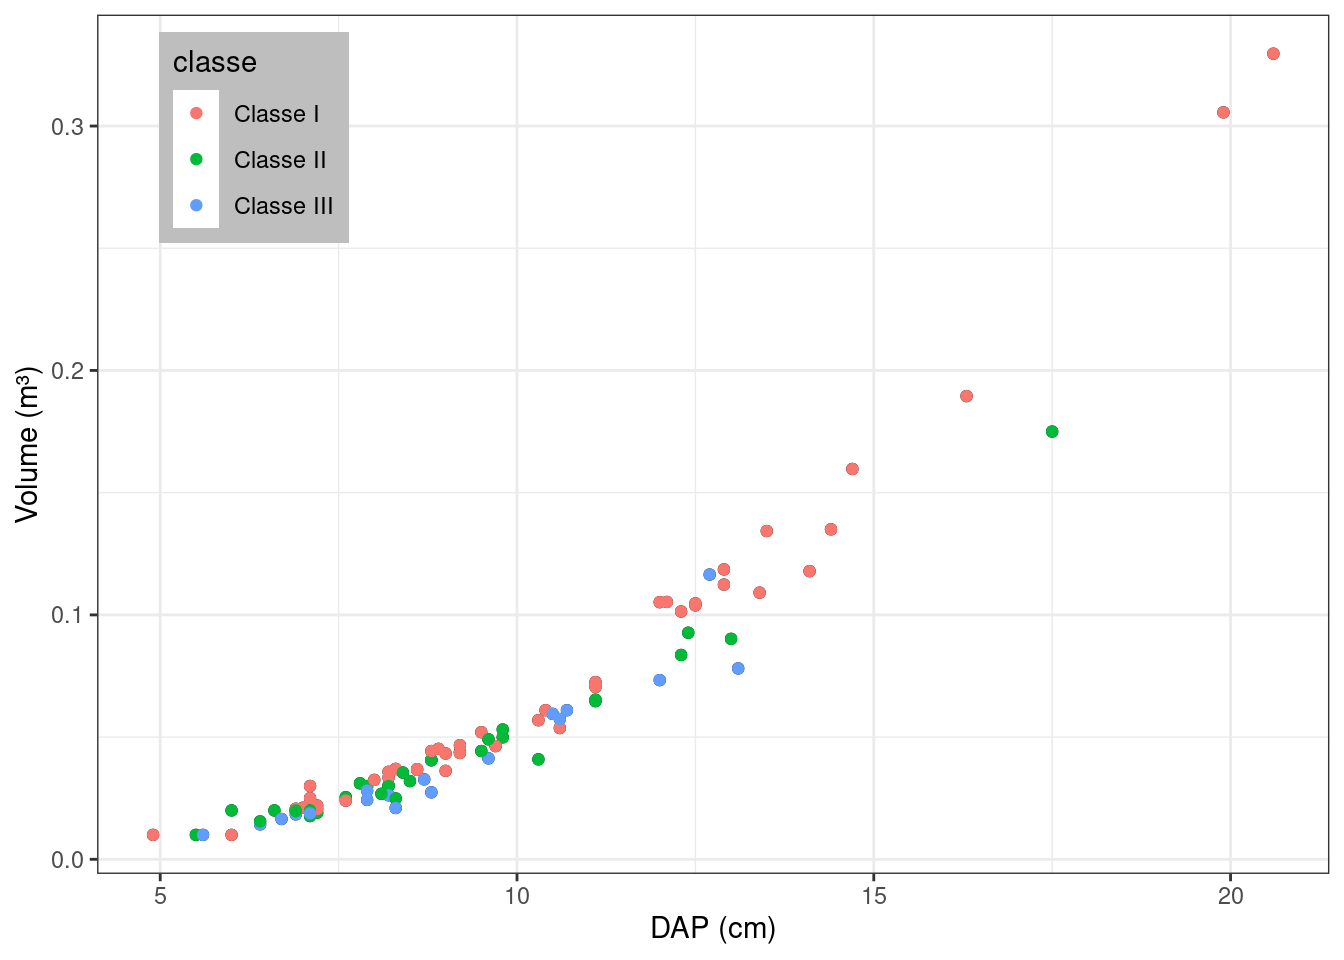 classe
Classe I
Classe II
Classe III
Volume (m³)
0.3
0.2
0.1
0.0
5
10
15
20
DAP (cm)